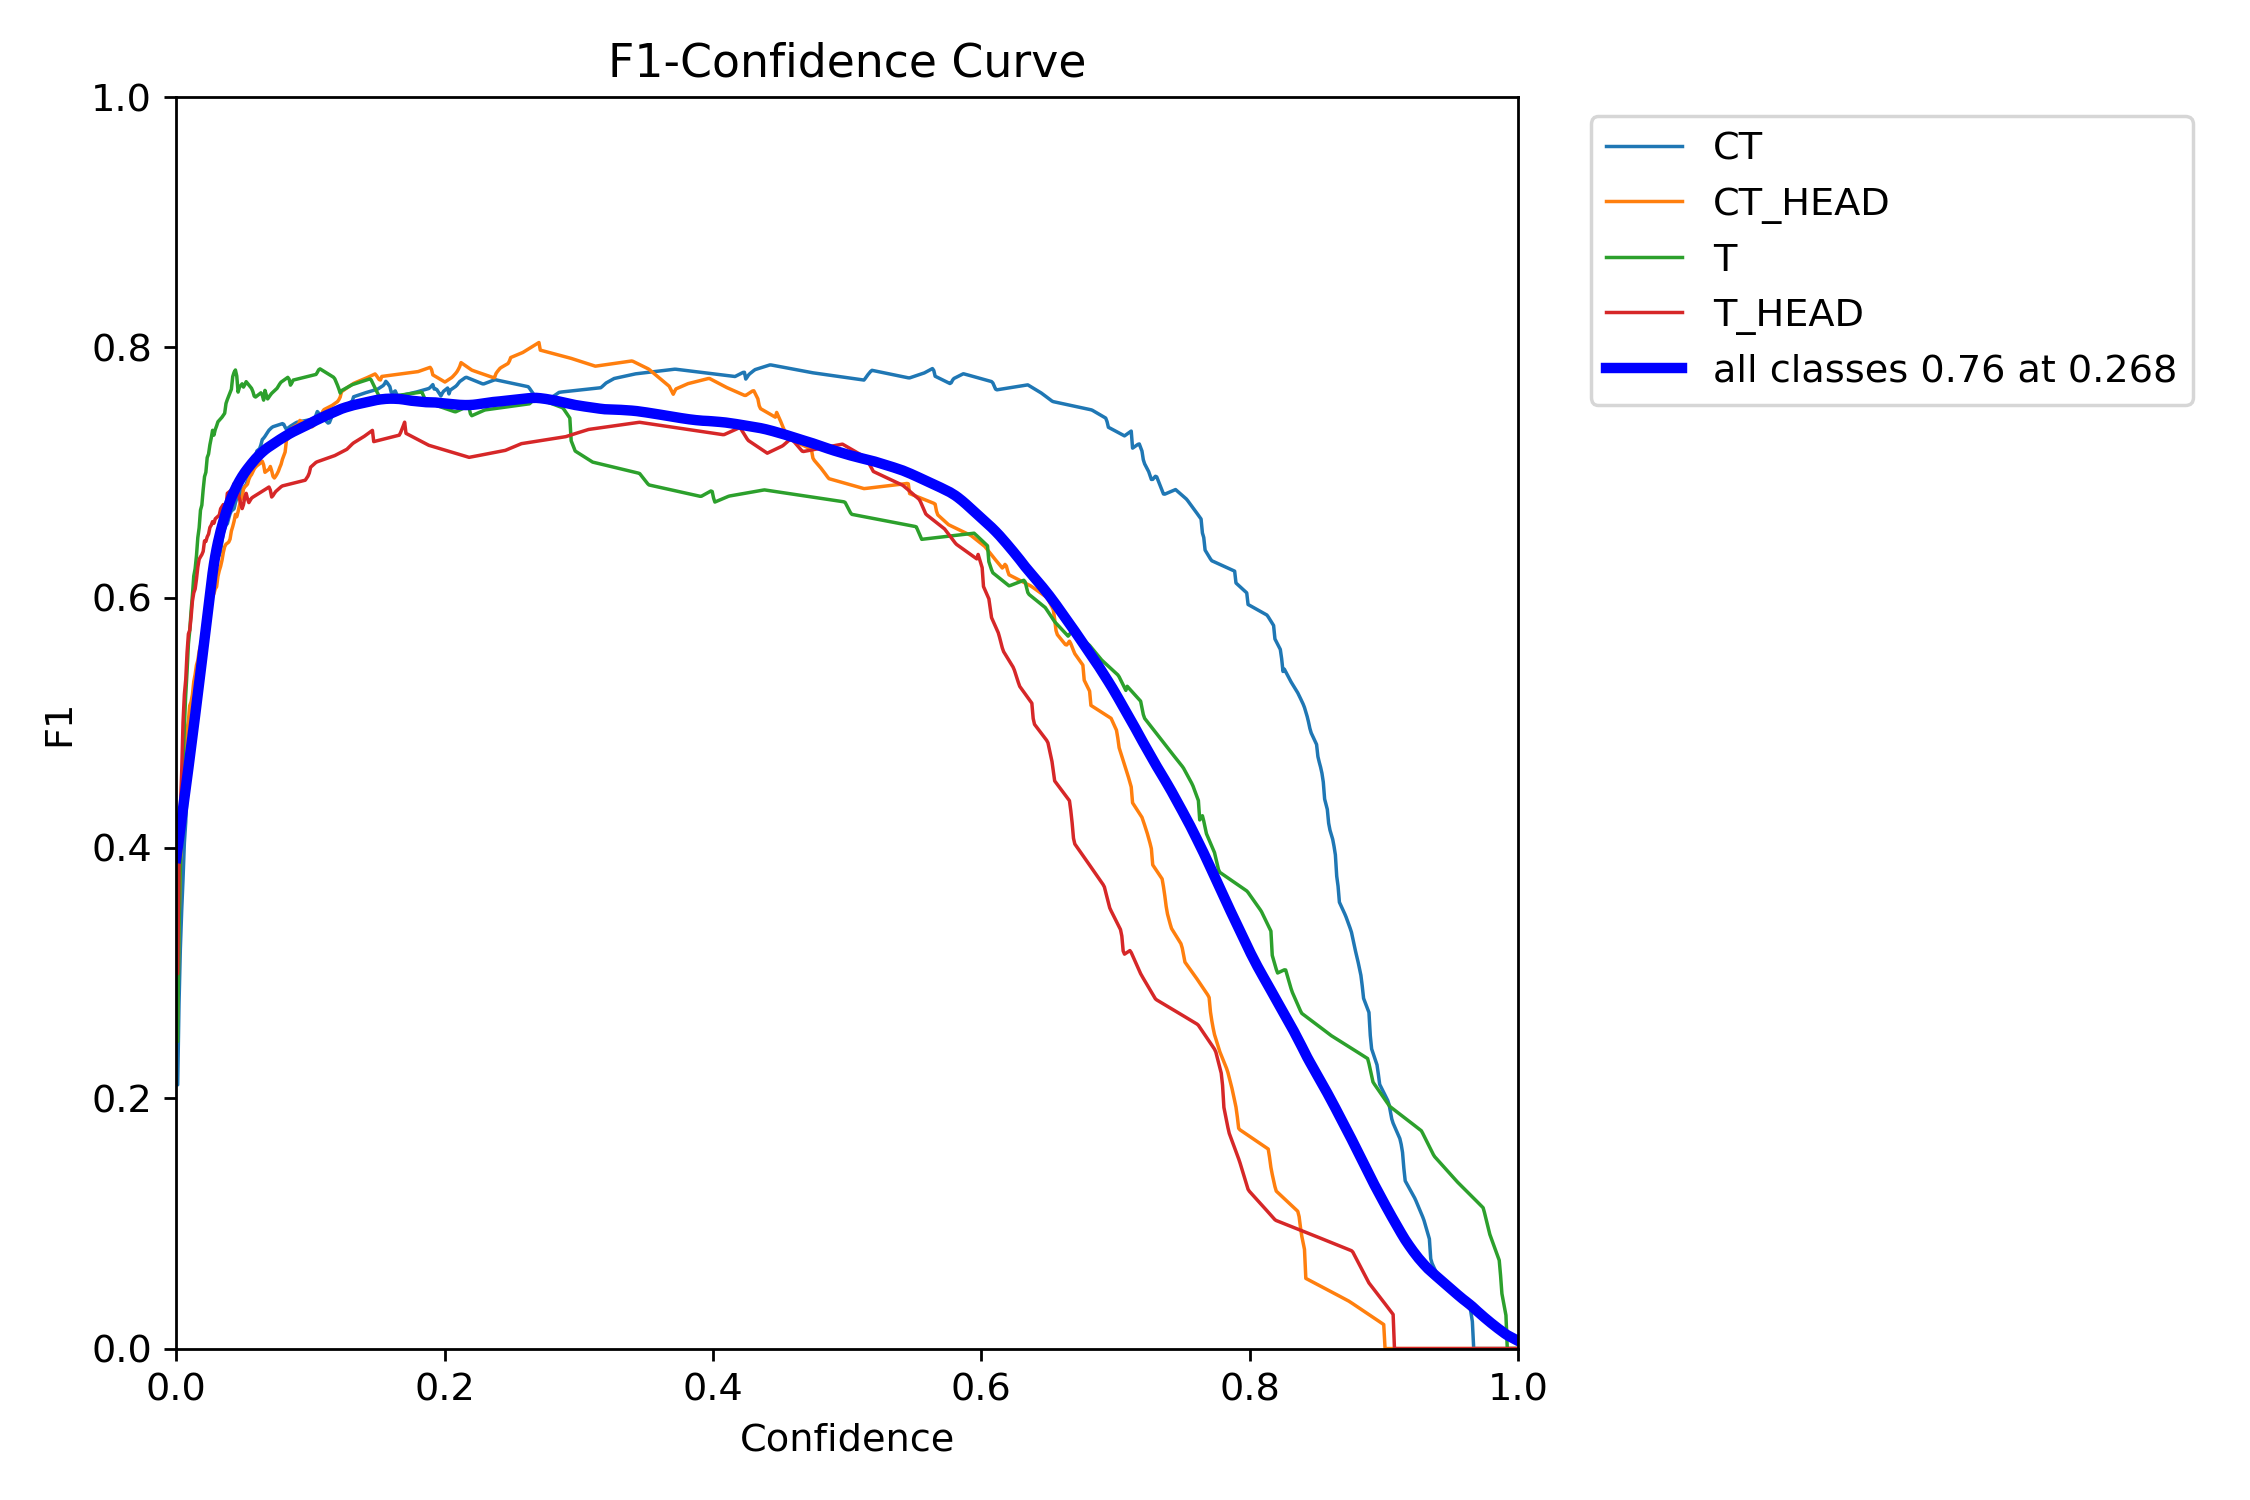 F1-Confidence Curve
1.0
0.8
0.6
0.4
0.2
0.0
F1
0.0 0.2 0.4 0.6 0.8 1.0
Confidence
CT
CT_HEAD
T
T_HEAD
all classes 0.76 at 0.268